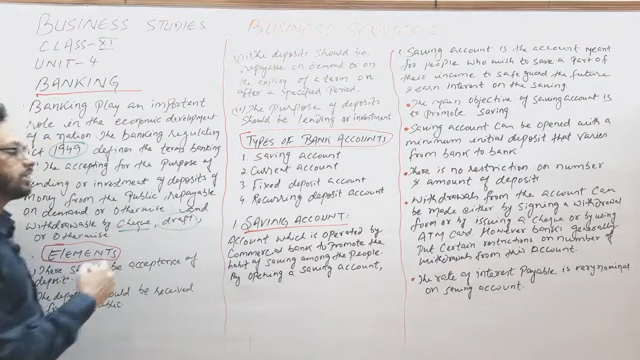 BUSINESS STUDIES
CLASS-XI
UNIT-4
BANKING
Banking play an important
role in the economic development
of a nation. The banking regulation
Act 1949 defines the term banking
The accepting for the purpose of
lending or investment of deposits of
money from the Public, repayable
on demand or otherwise and
withdrawable by cheque, draft,
or otherwise.
ELEMENTS
There be acceptance of
deposit
The deposit should be received
BUSINESS SERVICES
The deposits should be
repayable on demand or on
the expiry of a term on
after a specified period.
The purpose of deposits
should be lending or investment
TYPES OF BANK ACCOUNTS
1. Saving account
2. Current account
3. Fixed deposit account
4. Recurring deposit account
1. SAVING ACCOUNT:
Account which is operated by
Commercial bank to promote the
habit of saving among the people.
By opening a saving account,
Saving account is the account meant
for people who wish to save a part of
their income to safe guard the future
& earn interest on the saving
• The main objective of saving account is
to promote saving
• Saving account can be opened with a
minimum initial deposit that varies
from bank to bank
• There is no restriction on number
& amount of deposits
• Withdrawals from the account can
be made either by signing a withdrawal
form or by issuing a cheque or by using
ATM card However banks generally
put certain restrictions on number of
withdrawals from this Account
• The rate of interest Payable is very nominal
on saving account.